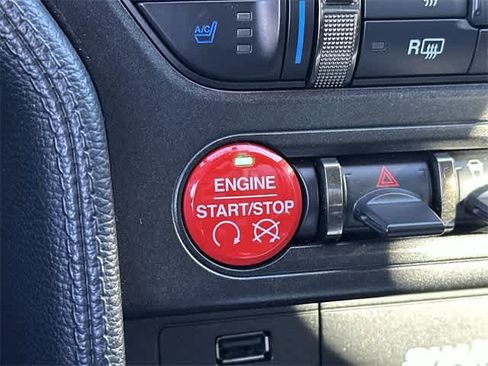 A/C
R
ENGINE
START/STOP